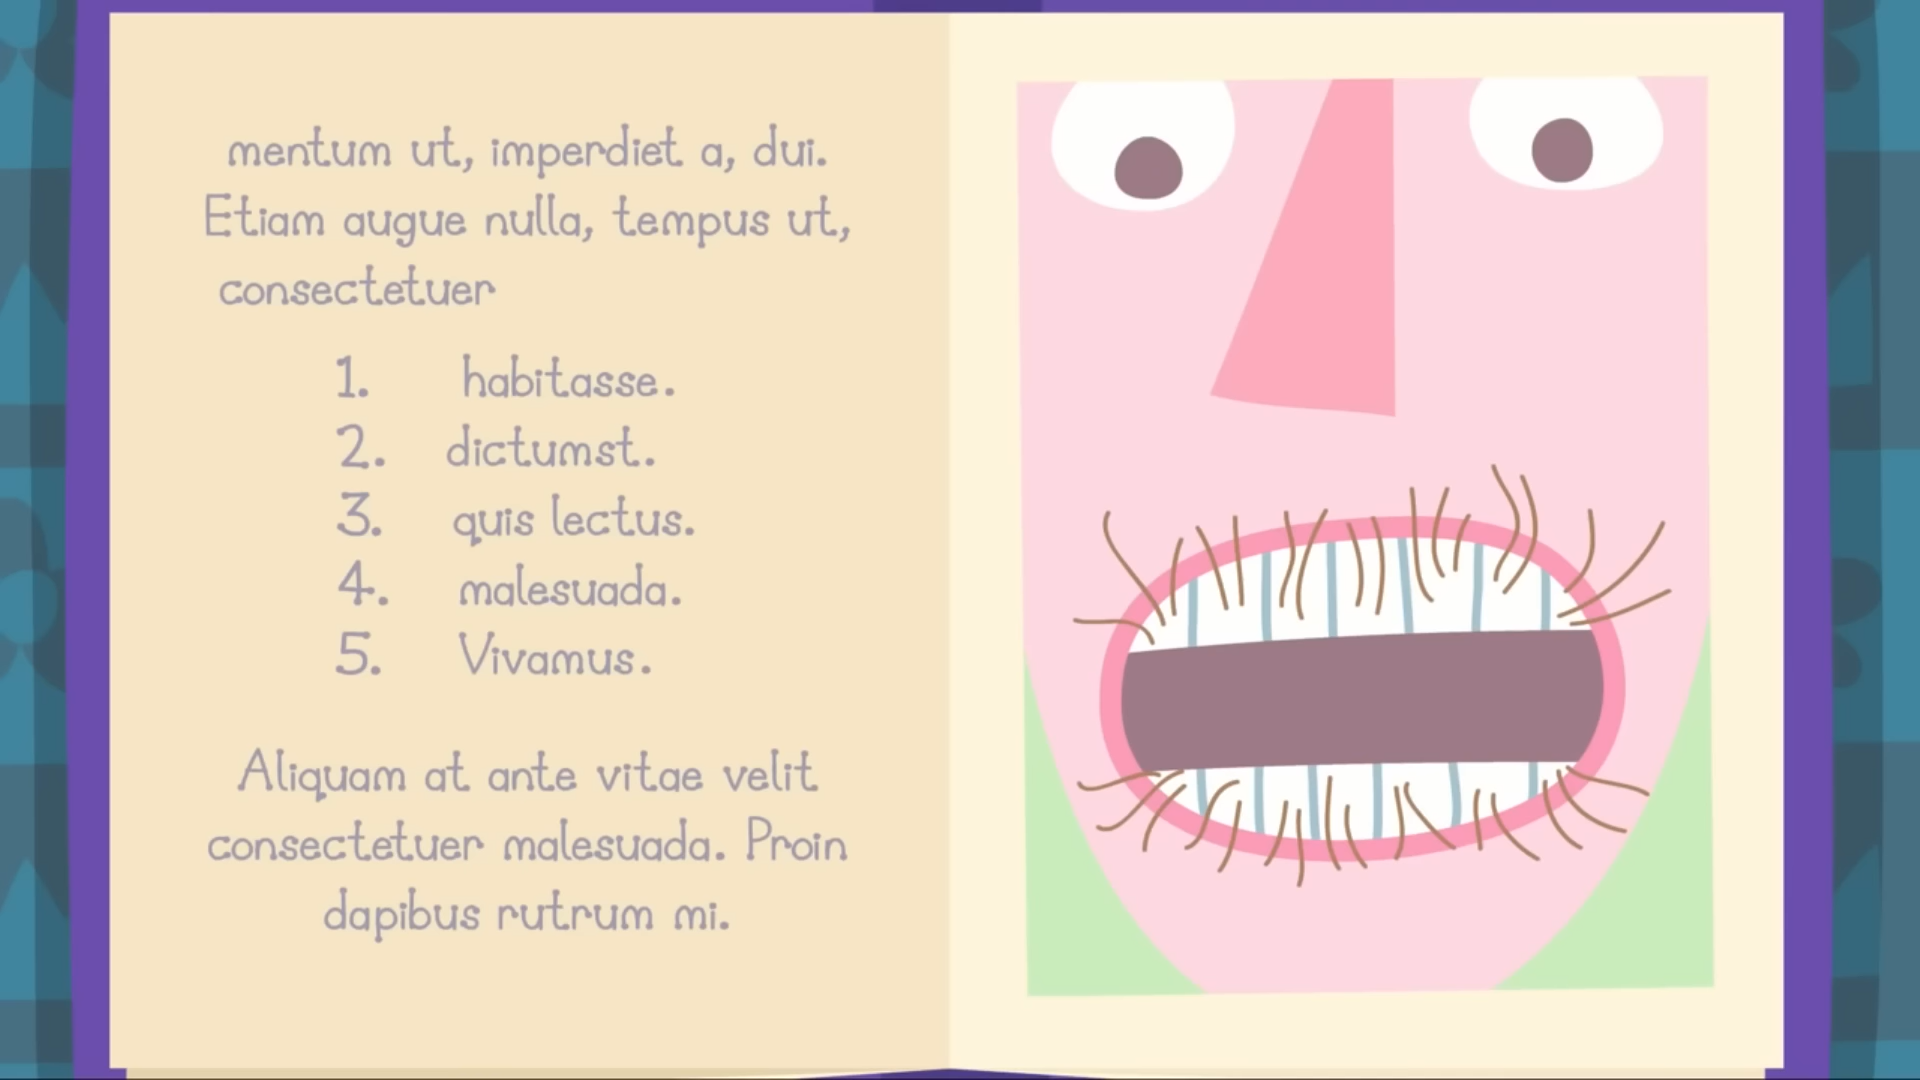 mentum ut, imperdiet a, dui.
Etiam augue nulla, tempus ut,
consectetuer
1. habitasse.
2. dictumst.
3. quis lectus.
4. malesuada.
5. Vivamus.
Aliquam at ante vitae velit
consectetuer malesuada. Proin
dapibus rutrum mi.